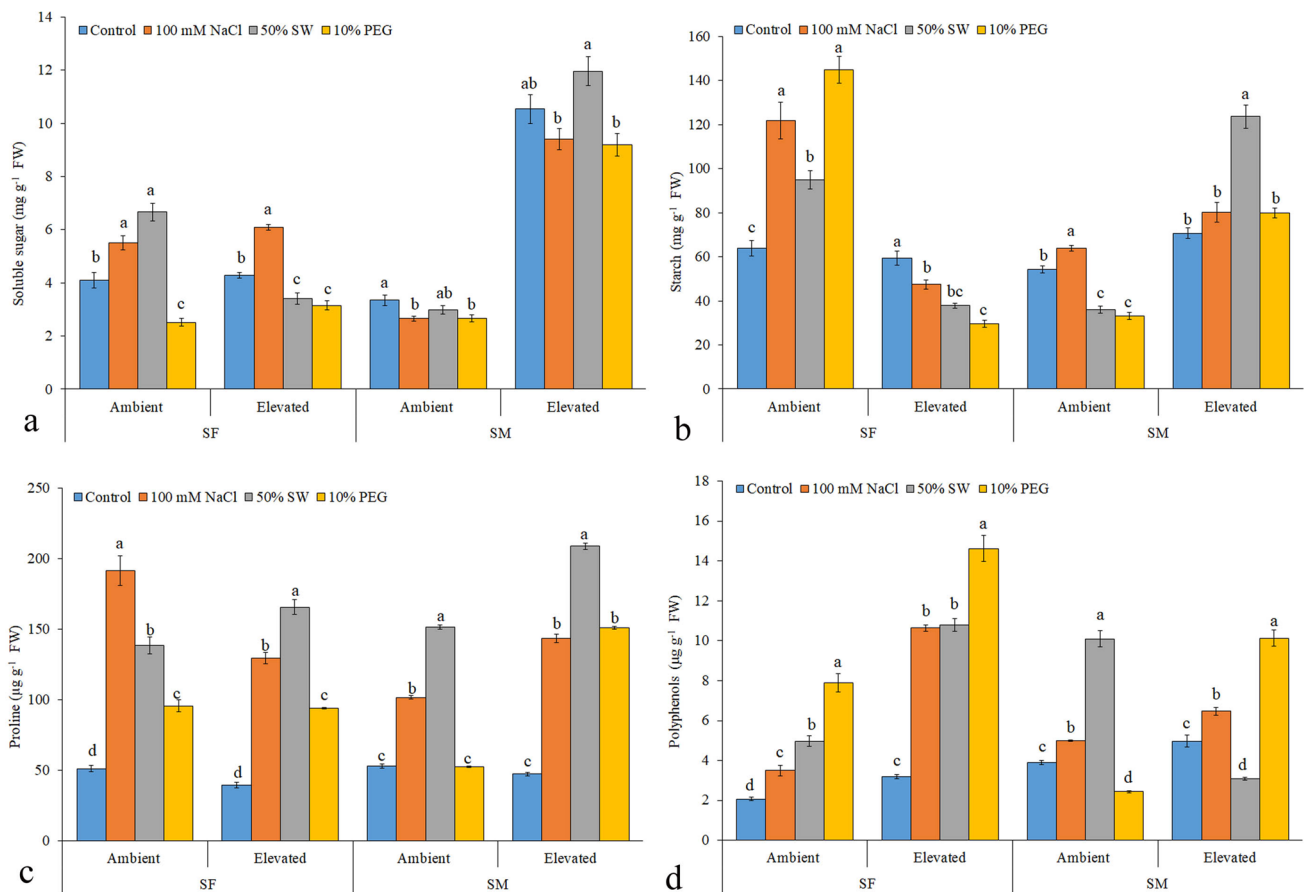 14
12
10
8
6
4
2
0
Soluble sugar (mg g⁻¹ FW)
Control 100 mM NaCl 50% SW 10% PEG
b a a c
b a c c
a b ab b
ab b a b
Ambient Elevated Ambient Elevated
SF SM
a
160
140
120
100
80
60
40
20
0
Starch (mg g⁻¹ FW)
Control 100 mM NaCl 50% SW 10% PEG
c a b a
a b bc c
b a c c
b b a b
Ambient Elevated Ambient Elevated
SF SM
b
250
200
150
100
50
0
Proline (µg g⁻¹ FW)
Control 100 mM NaCl 50% SW 10% PEG
d a b c
d b a c
c b a c
c b a b
Ambient Elevated Ambient Elevated
SF SM
c
18
16
14
12
10
8
6
4
2
0
Polyphenols (µg g⁻¹ FW)
Control 100 mM NaCl 50% SW 10% PEG
d c b a
c b b a
c b a d
c b d a
Ambient Elevated Ambient Elevated
SF SM
d